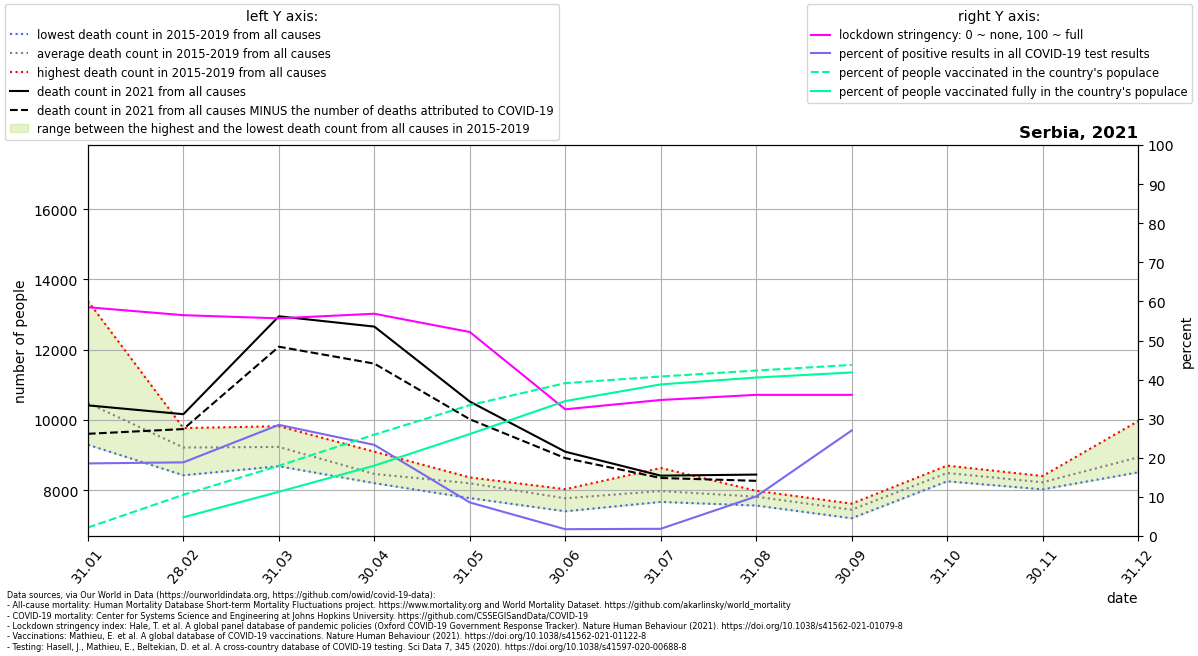 left Y axis:
lowest death count in 2015-2019 from all causes
average death count in 2015-2019 from all causes
highest death count in 2015-2019 from all causes
death count in 2021 from all causes
death count in 2021 from all causes MINUS the number of deaths attributed to COVID-19
range between the highest and the lowest death count from all causes in 2015-2019
right Y axis:
lockdown stringency: 0 ~ none, 100 ~ full
percent of positive results in all COVID-19 test results
percent of people vaccinated in the country's populace
percent of people vaccinated fully in the country's populace
Serbia, 2021
number of people
16000
14000
12000
10000
8000
100
90
80
70
60
50
40
30
20
10
0
percent
31.01
28.02
31.03
30.04
31.05
30.06
31.07
31.08
30.09
31.10
30.11
31.12
date
Data sources, via Our World in Data (https://ourworldindata.org, https://github.com/owid/covid-19-data):
- All-cause mortality: Human Mortality Database Short-term Mortality Fluctuations project. https://www.mortality.org and World Mortality Dataset. https://github.com/akarlinsky/world_mortality
- COVID-19 mortality: Center for Systems Science and Engineering at Johns Hopkins University. https://github.com/CSSEGISandData/COVID-19
- Lockdown stringency index: Hale, T. et al. A global panel database of pandemic policies (Oxford COVID-19 Government Response Tracker). Nature Human Behaviour (2021). https://doi.org/10.1038/s41562-021-01079-8
- Vaccinations: Mathieu, E. et al. A global database of COVID-19 vaccinations. Nature Human Behaviour (2021). https://doi.org/10.1038/s41562-021-01122-8
- Testing: Hasell, J., Mathieu, E., Beltekian, D. et al. A cross-country database of COVID-19 testing. Sci Data 7, 345 (2020). https://doi.org/10.1038/s41597-020-00688-8